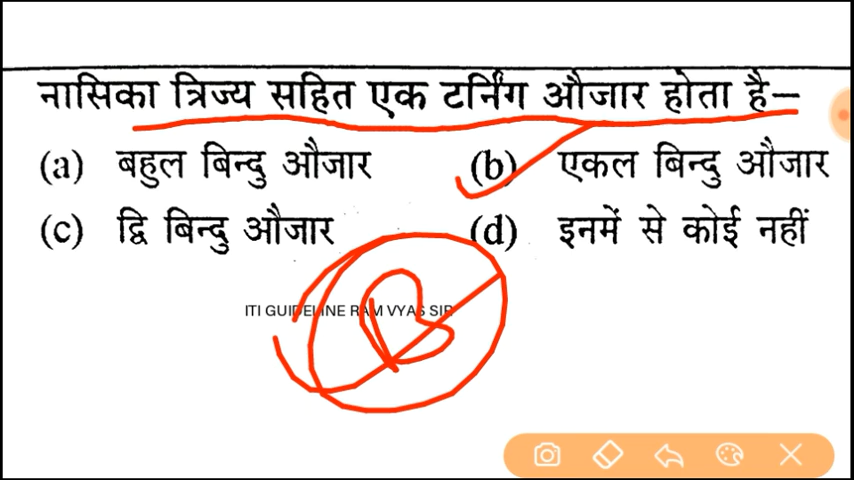 नासिका त्रिज्य सहित एक टर्निंग औजार होता है–
(a) बहुल बिन्दु औजार (b) एकल बिन्दु औजार
(c) द्वि बिन्दु औजार (d) इनमें से कोई नहीं
ITI GUIDELINE RAM VYAS SIR
B